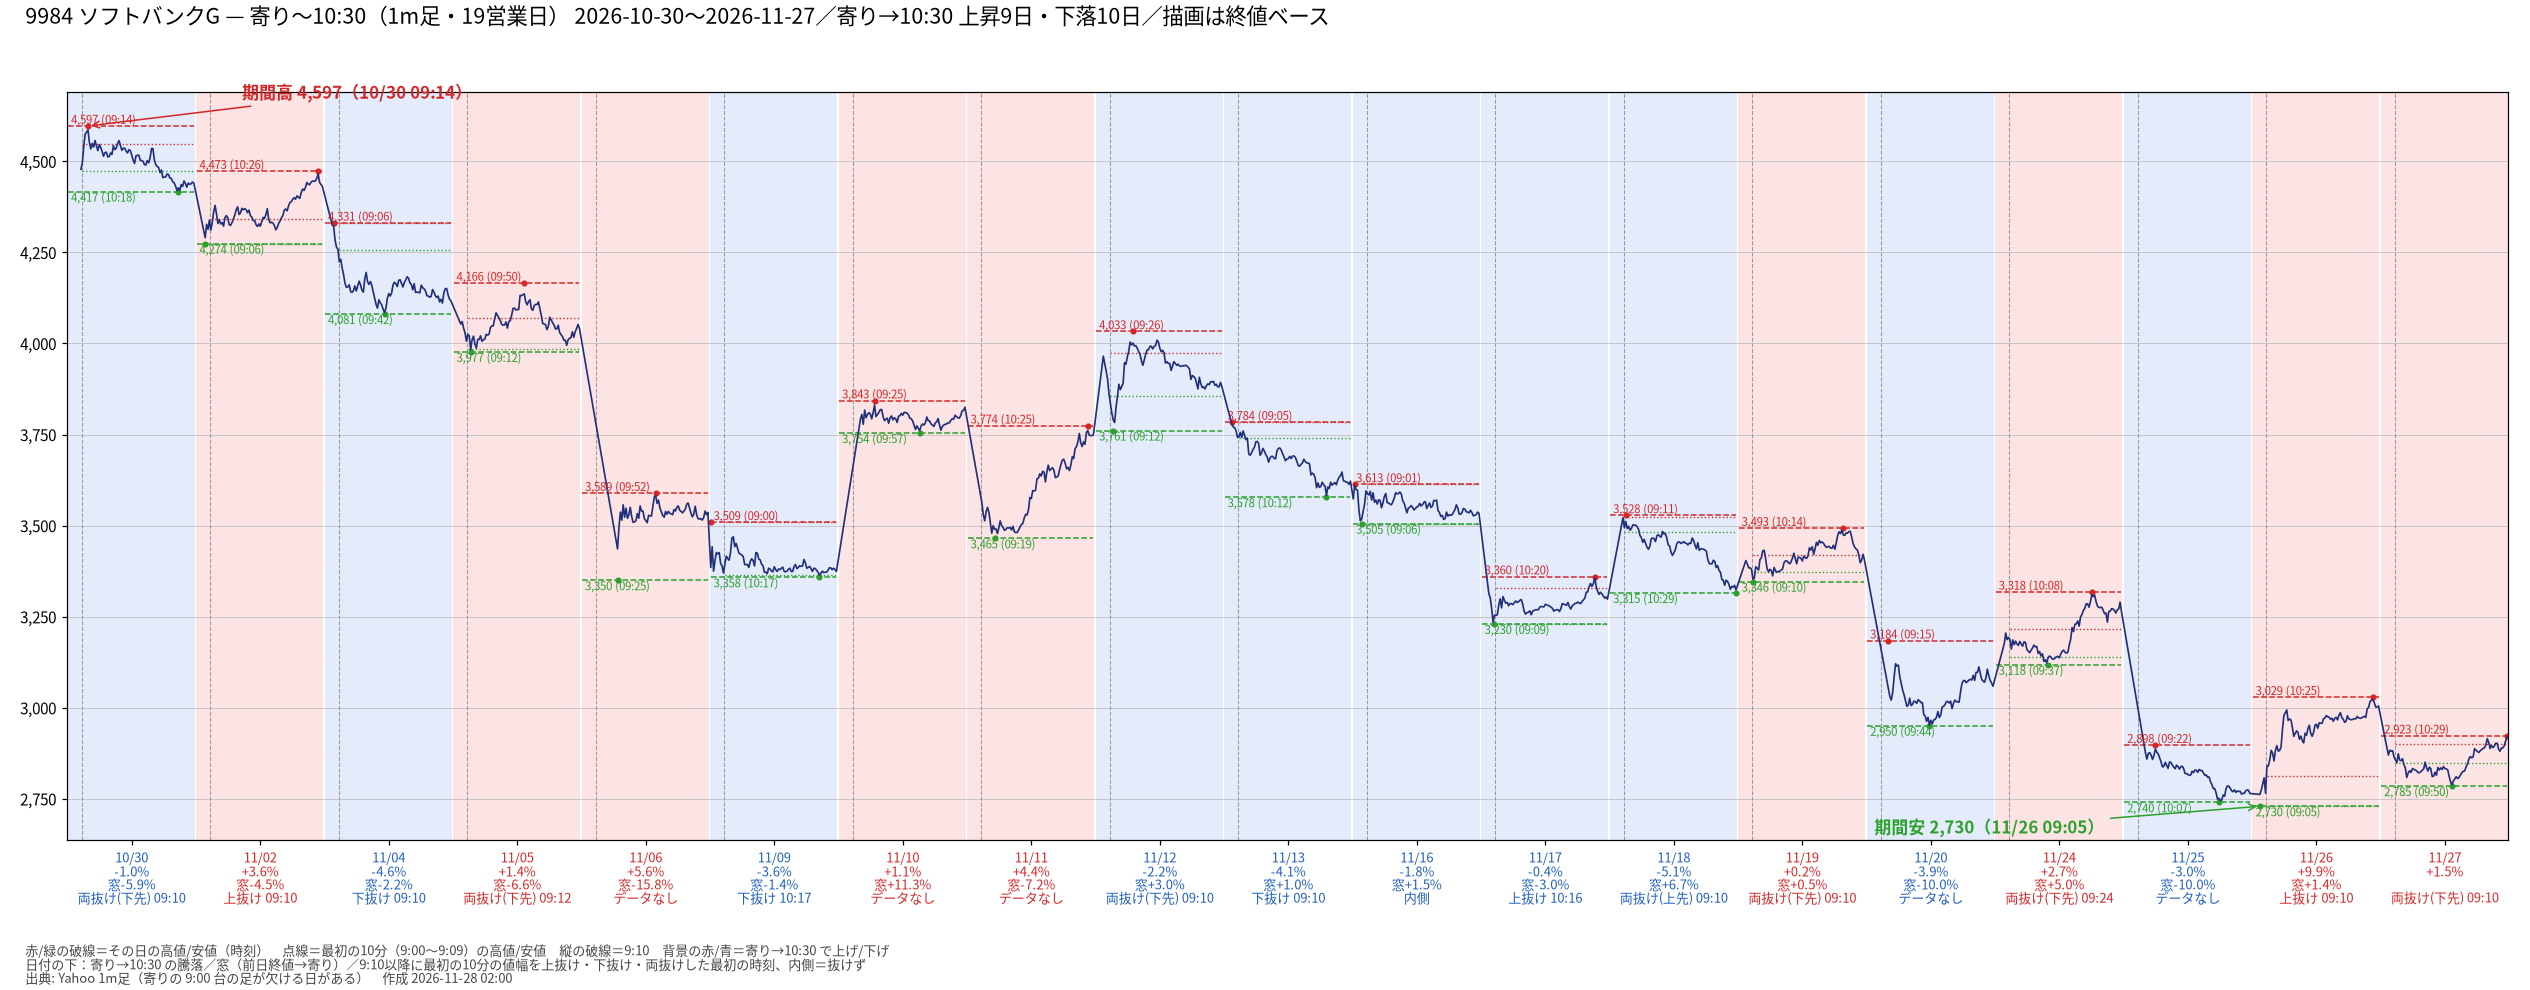 9984 ソフトバンクG — 寄り〜10:30（1m足・19営業日） 2026-10-30〜2026-11-27／寄り→10:30 上昇9日・下落10日／描画は終値ベース
期間高 4,597（10/30 09:14）
4,597 (09:14)
4,417 (10:18)
4,473 (10:26)
4,274 (09:06)
4,331 (09:06)
4,081 (09:42)
4,166 (09:50)
3,977 (09:12)
3,589 (09:52)
3,350 (09:25)
3,509 (09:00)
3,358 (10:17)
3,843 (09:25)
3,754 (09:57)
3,774 (10:25)
3,465 (09:19)
4,033 (09:26)
3,761 (09:12)
3,784 (09:05)
3,578 (10:12)
3,613 (09:01)
3,505 (09:06)
3,360 (10:20)
3,230 (09:09)
3,528 (09:11)
3,315 (10:29)
3,493 (10:14)
3,346 (09:10)
3,184 (09:15)
2,950 (09:44)
3,318 (10:08)
3,118 (09:37)
2,898 (09:22)
2,740 (10:07)
3,029 (10:25)
2,730 (09:05)
2,923 (10:29)
2,785 (09:50)
期間安 2,730（11/26 09:05）
4,500
4,250
4,000
3,750
3,500
3,250
3,000
2,750
10/30
-1.0%
窓-5.9%
両抜け(下先) 09:10
11/02
+3.6%
窓-4.5%
上抜け 09:10
11/04
-4.6%
窓-2.2%
下抜け 09:10
11/05
+1.4%
窓-6.6%
両抜け(下先) 09:12
11/06
+5.6%
窓-15.8%
データなし
11/09
-3.6%
窓-1.4%
下抜け 10:17
11/10
+1.1%
窓+11.3%
データなし
11/11
+4.4%
窓-7.2%
データなし
11/12
-2.2%
窓+3.0%
両抜け(下先) 09:10
11/13
-4.1%
窓+1.0%
下抜け 09:10
11/16
-1.8%
窓+1.5%
内側
11/17
-0.4%
窓-3.0%
上抜け 10:16
11/18
-5.1%
窓+6.7%
両抜け(上先) 09:10
11/19
+0.2%
窓+0.5%
両抜け(下先) 09:10
11/20
-3.9%
窓-10.0%
データなし
11/24
+2.7%
窓+5.0%
両抜け(下先) 09:24
11/25
-3.0%
窓-10.0%
データなし
11/26
+9.9%
窓+1.4%
上抜け 09:10
11/27
+1.5%
両抜け(下先) 09:10
赤/緑の破線＝その日の高値/安値（時刻） 点線＝最初の10分（9:00〜9:09）の高値/安値 縦の破線＝9:10 背景の赤/青＝寄り→10:30 で上げ/下げ
日付の下：寄り→10:30 の騰落／窓（前日終値→寄り）／9:10以降に最初の10分の値幅を上抜け・下抜け・両抜けした最初の時刻、内側＝抜けず
出典: Yahoo 1m足（寄りの 9:00 台の足が欠ける日がある） 作成 2026-11-28 02:00